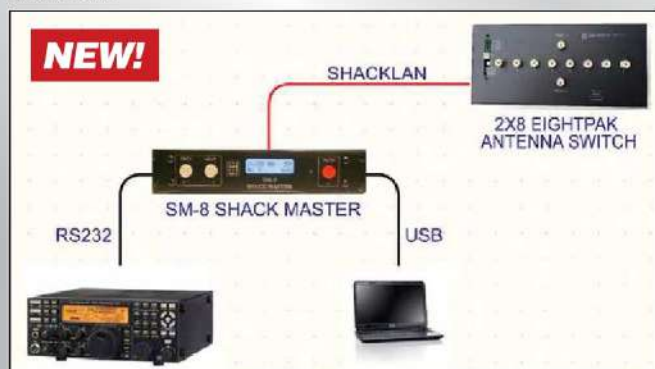 NEW!
SHACKLAN
2X8 EIGHTPAK
ANTENNA SWITCH
SM-8 SHACK MASTER
RS232
USB